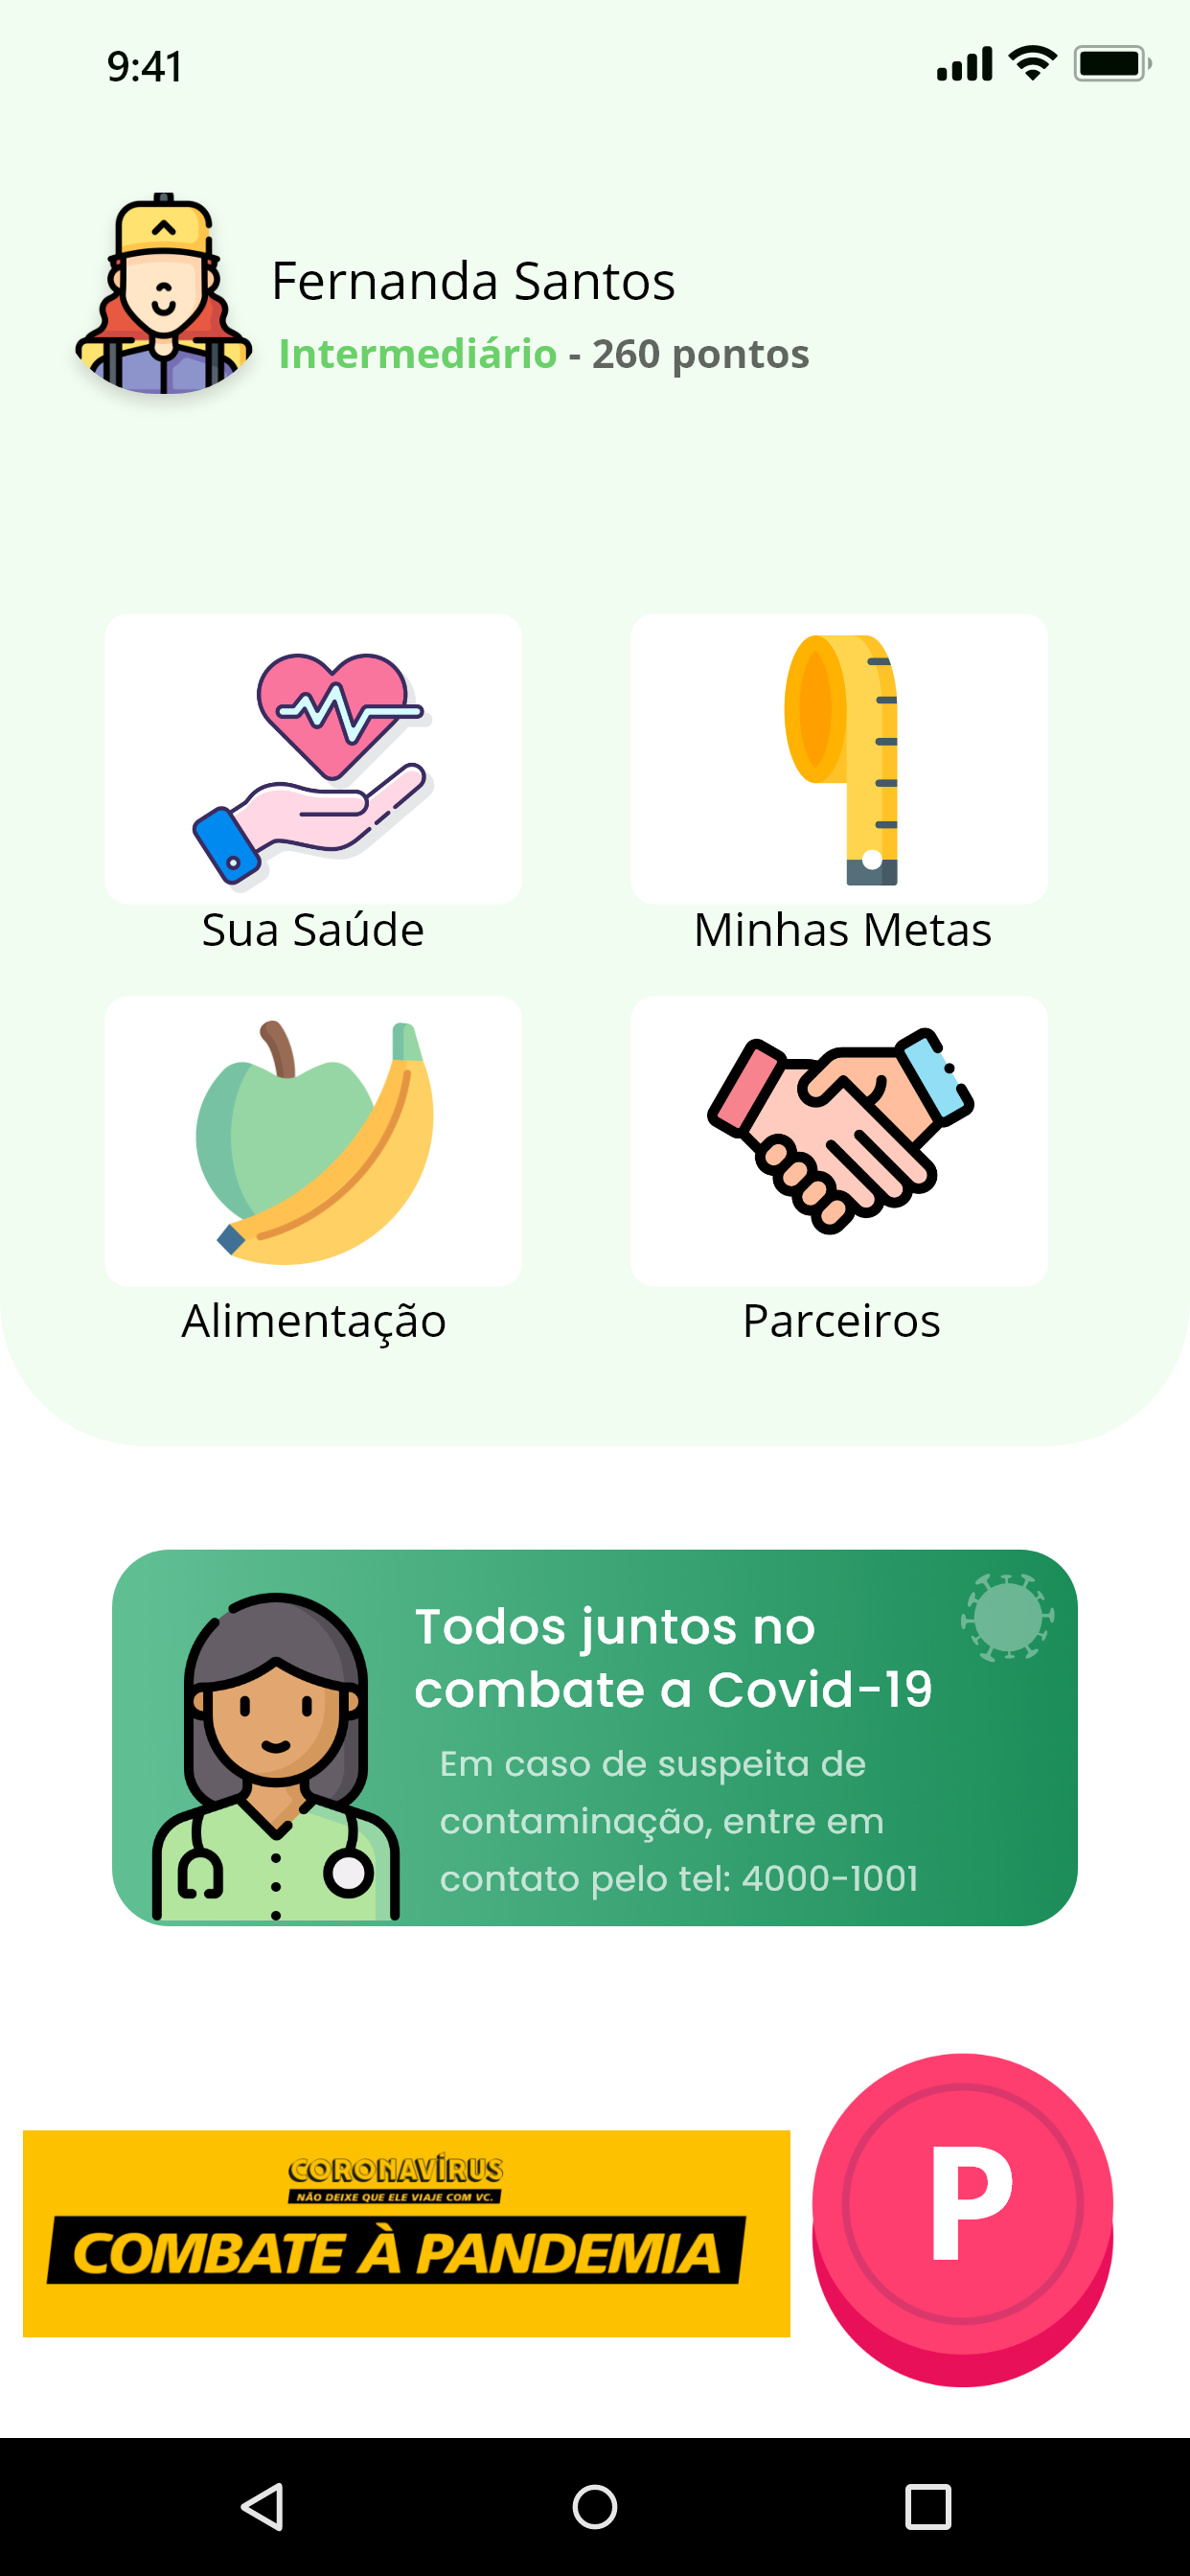 9:41
Fernanda Santos
Intermediário - 260 pontos
Sua Saúde
Minhas Metas
Alimentação
Parceiros
Todos juntos no
combate a Covid-19
Em caso de suspeita de
contaminação, entre em
contato pelo tel: 4000-1001
CORONAVÍRUS
NÃO DEIXE QUE ELE VIAJE COM VC.
COMBATE À PANDEMIA
P